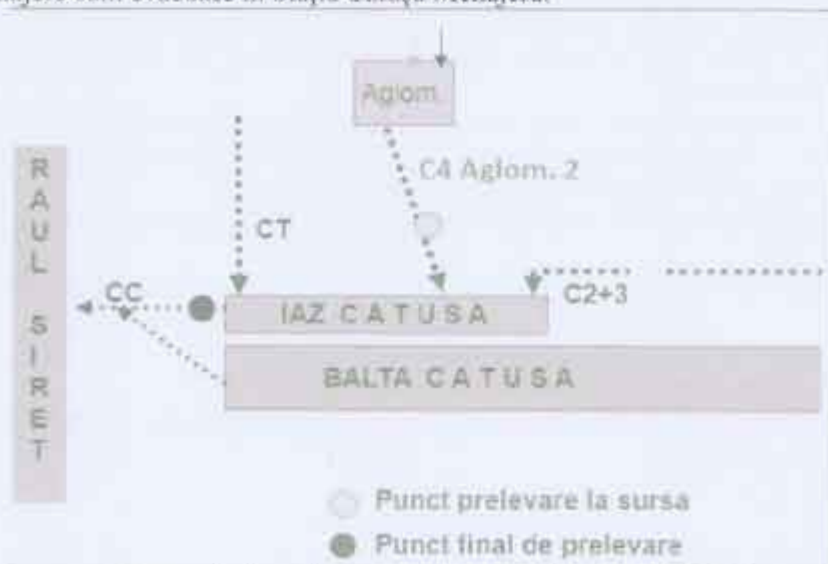 Aglom.
C4 Aglom. 2
CT
C2+3
CC
IAZ CATUSA
BALTA CATUSA
RAUL SIRET
Punct prelevare la sursa
Punct final de prelevare